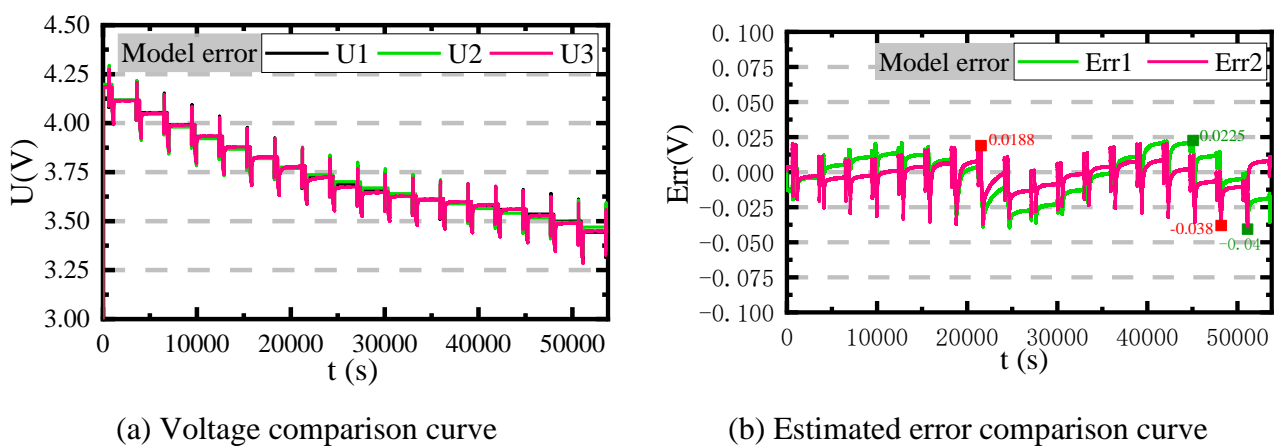 4.50
4.25
4.00
3.75
3.50
3.25
3.00
U(V)
Model error U1 U2 U3
0 10000 20000 30000 40000 50000
t (s)
(a) Voltage comparison curve
0.100
0.075
0.050
0.025
0.000
-0.025
-0.050
-0.075
-0.100
Err(V)
Model error Err1 Err2
0.0188
0.0225
-0.038
-0.04
0 10000 20000 30000 40000 50000
t (s)
(b) Estimated error comparison curve